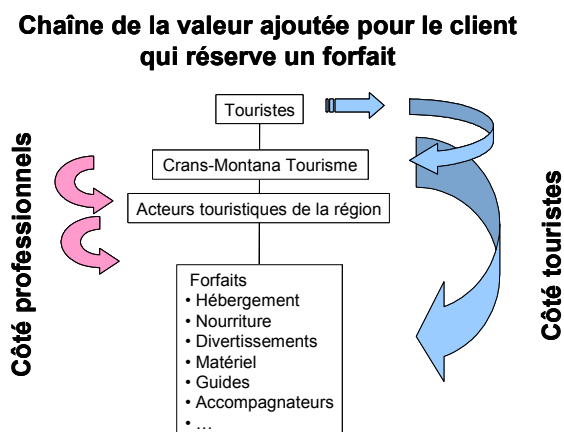 Chaîne de la valeur ajoutée pour le client
qui réserve un forfait
Touristes
Crans-Montana Tourisme
Acteurs touristiques de la région
Forfaits
• Hébergement
• Nourriture
• Divertissements
• Matériel
• Guides
• Accompagnateurs
• ...
Côté professionnels
Côté touristes